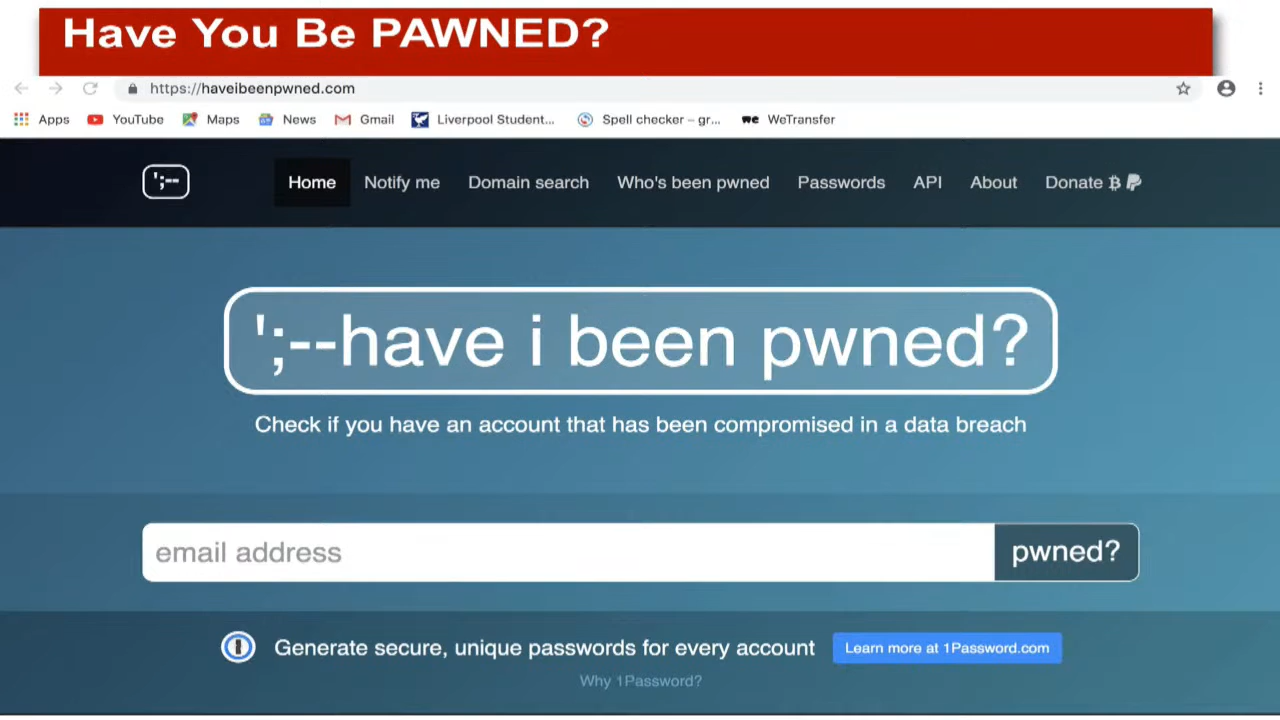 Have You Be PAWNED?
https://haveibeenpwned.com
Apps YouTube Maps News Gmail Liverpool Student... Spell checker – gr... we WeTransfer
';-- Home Notify me Domain search Who's been pwned Passwords API About Donate
';--have i been pwned?
Check if you have an account that has been compromised in a data breach
email address pwned?
Generate secure, unique passwords for every account Learn more at 1Password.com
Why 1Password?